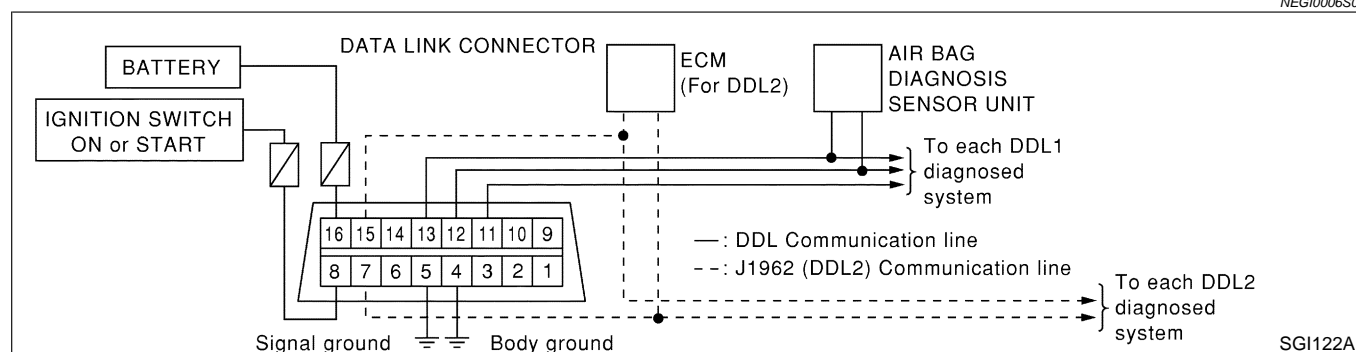 NEGI0006S0
DATA LINK CONNECTOR
BATTERY
IGNITION SWITCH
ON or START
ECM
(For DDL2)
AIR BAG
DIAGNOSIS
SENSOR UNIT
To each DDL1
diagnosed
system
16 15 14 13 12 11 10 9
8 7 6 5 4 3 2 1
: DDL Communication line
: J1962 (DDL2) Communication line
To each DDL2
diagnosed
system
Signal ground
Body ground
SGI122A